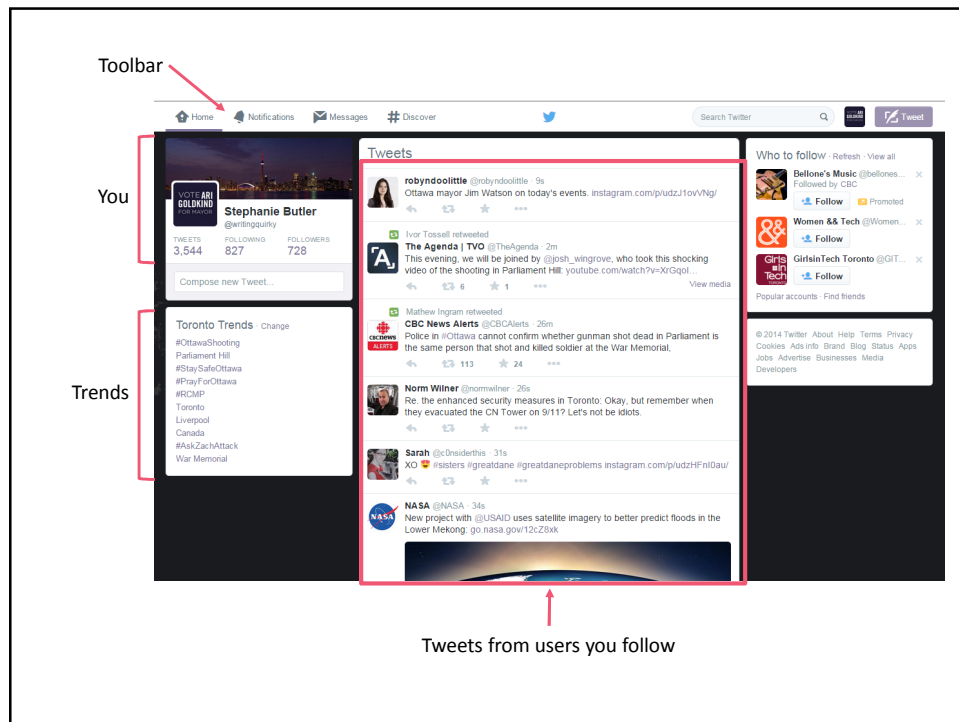 Toolbar
Home Notifications Messages # Discover Search Twitter Tweet
You
VOTE ARI
GOLDKIND
FOR MAYOR
Stephanie Butler
@writingquirky
TWEETS FOLLOWING FOLLOWERS
3,544 827 728
Compose new Tweet...
Trends
Toronto Trends · Change
#OttawaShooting
Parliament Hill
#StaySafeOttawa
#PrayForOttawa
#RCMP
Toronto
Liverpool
Canada
#AskZachAttack
War Memorial
Tweets
robyndoolittle @robyndoolittle · 9s
Ottawa mayor Jim Watson on today's events. instagram.com/p/udzJ1ovVNg/
Ivor Tossell retweeted
The Agenda | TVO @TheAgenda · 2m
This evening, we will be joined by @josh_wingrove, who took this shocking
video of the shooting in Parliament Hill: youtube.com/watch?v=XrGqoI...
6 1 View media
Mathew Ingram retweeted
CBC News Alerts @CBCAlerts · 26m
Police in #Ottawa cannot confirm whether gunman shot dead in Parliament is
the same person that shot and killed soldier at the War Memorial,
cbcnews
ALERTS
113 24
Norm Wilner @normwilner · 26s
Re. the enhanced security measures in Toronto: Okay, but remember when
they evacuated the CN Tower on 9/11? Let's not be idiots.
Sarah @c0nsiderthis · 31s
XO 😍 #sisters #greatdane #greatdaneproblems instagram.com/p/udzHFnI0au/
NASA
NASA @NASA · 34s
New project with @USAID uses satellite imagery to better predict floods in the
Lower Mekong: go.nasa.gov/12cZ8xk
Who to follow · Refresh · View all
Bellone's Music @bellones...
Followed by CBC
Follow Promoted
Women && Tech @Women...
Follow
Girls
in
Tech
TORONTO
GirlsinTech Toronto @GIT...
Follow
Popular accounts · Find friends
© 2014 Twitter About Help Terms Privacy
Cookies Ads info Brand Blog Status Apps
Jobs Advertise Businesses Media
Developers
Tweets from users you follow